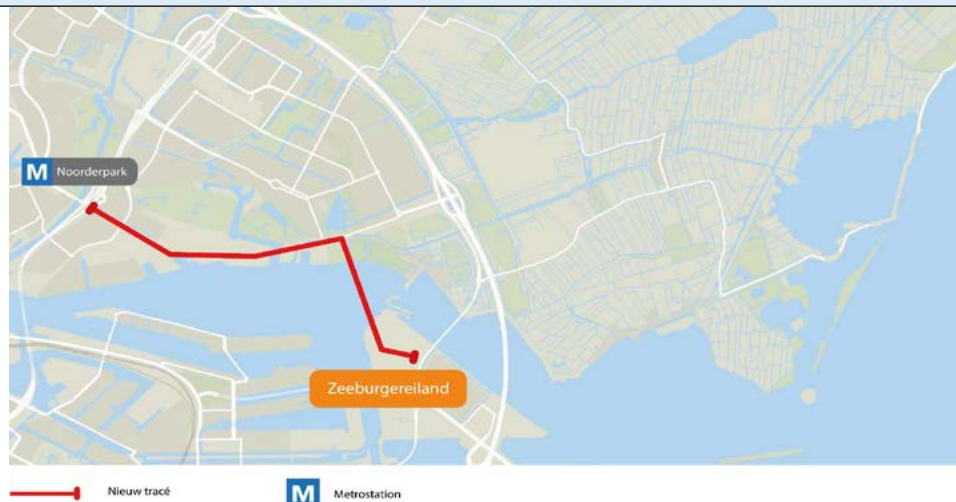 M Noorderpark
Zeeburgereiland
Nieuw tracé
M Metrostation